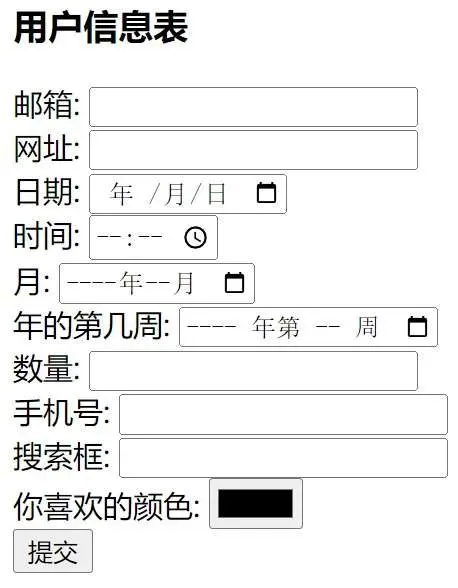 用户信息表
邮箱:
网址:
日期: 年 /月/日
时间: --:--
月: ----年--月
年的第几周: ---- 年第 -- 周
数量:
手机号:
搜索框:
你喜欢的颜色:
提交